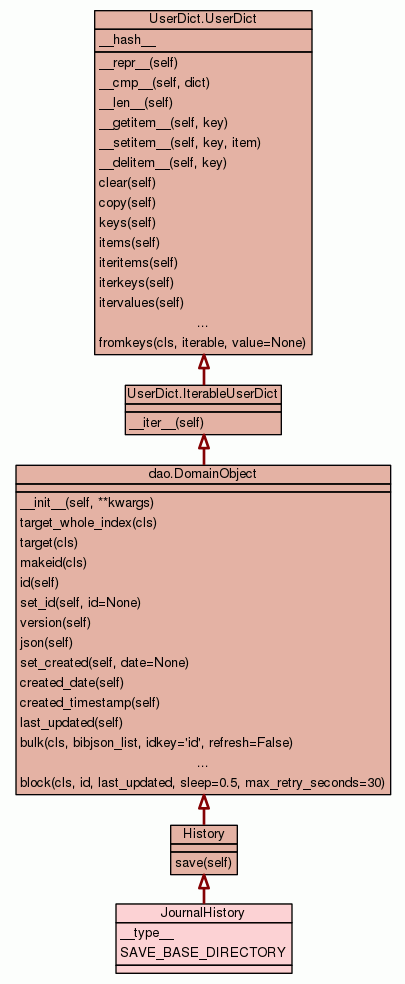 UserDict.UserDict
__hash__
__repr__(self)
__cmp__(self, dict)
__len__(self)
__getitem__(self, key)
__setitem__(self, key, item)
__delitem__(self, key)
clear(self)
copy(self)
keys(self)
items(self)
iteritems(self)
iterkeys(self)
itervalues(self)
...
fromkeys(cls, iterable, value=None)
UserDict.IterableUserDict
__iter__(self)
dao.DomainObject
__init__(self, **kwargs)
target_whole_index(cls)
target(cls)
makeid(cls)
id(self)
set_id(self, id=None)
version(self)
json(self)
set_created(self, date=None)
created_date(self)
created_timestamp(self)
last_updated(self)
bulk(cls, bibjson_list, idkey='id', refresh=False)
...
block(cls, id, last_updated, sleep=0.5, max_retry_seconds=30)
History
save(self)
JournalHistory
__type__
SAVE_BASE_DIRECTORY